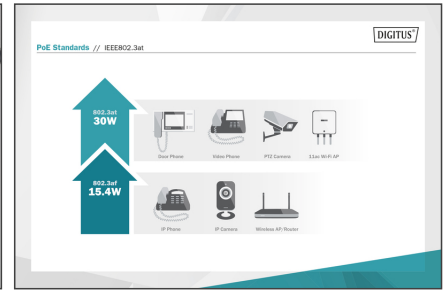 DIGITUS®
PoE Standards // IEEE802.3at
802.3at
30W
Door Phone
Video Phone
PTZ Camera
11ac Wi-Fi AP
802.3af
15.4W
IP Phone
IP Camera
Wireless AP/Router